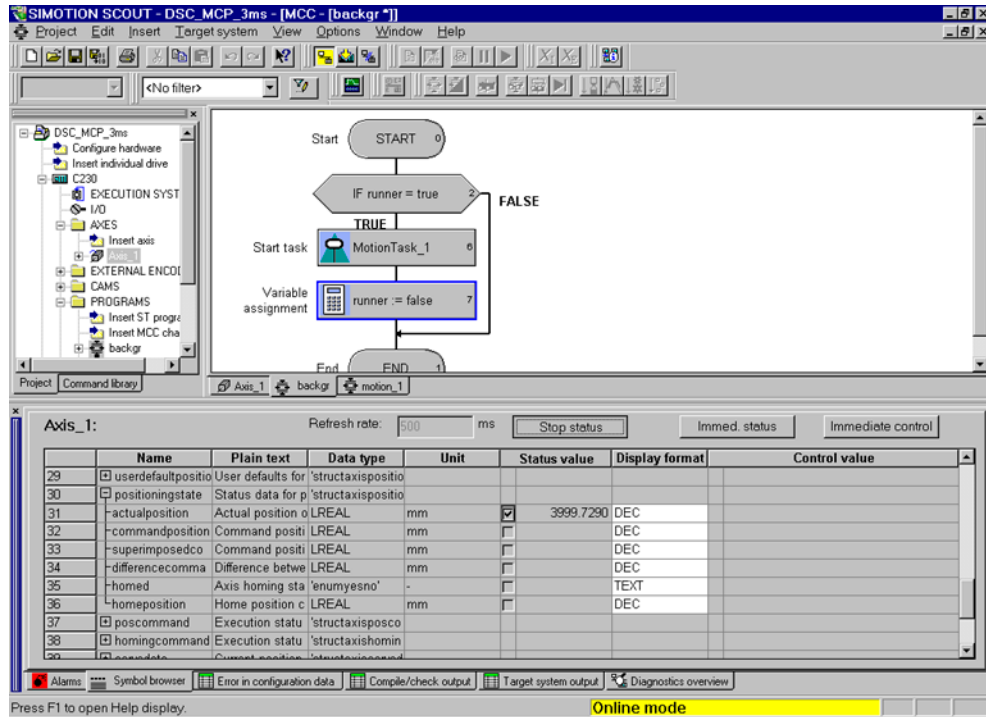 SIMOTION SCOUT - DSC_MCP_3ms - [MCC - [backgr *]]
Project Edit Insert Target system View Options Window Help
<No filter>
DSC_MCP_3ms
Configure hardware
Insert individual drive
C230
EXECUTION SYST
I/O
AXES
Insert axis
Axis_1
EXTERNAL ENCOD
CAMS
PROGRAMS
Insert ST progra
Insert MCC cha
backgr
Project Command library
Start START 0
IF runner = true 2
FALSE
TRUE
Start task MotionTask_1 6
Variable
assignment runner := false 7
End END 1
Axis_1 backgr motion_1
Axis_1: Refresh rate: 500 ms Stop status Immed. status Immediate control
Name Plain text Data type Unit Status value Display format Control value
29 userdefaultpositio User defaults for 'structaxispositio
30 positioningstate Status data for p 'structaxispositio
31 actualposition Actual position o LREAL mm 3999.7290 DEC
32 commandposition Command positi LREAL mm DEC
33 superimposedco Command positi LREAL mm DEC
34 differencecomma Difference betwe LREAL mm DEC
35 homed Axis homing sta 'enumyesno' - TEXT
36 homeposition Home position c LREAL mm DEC
37 poscommand Execution statu 'structaxisposco
38 homingcommand Execution statu 'structaxishomin
Alarms Symbol browser Error in configuration data Compile/check output Target system output Diagnostics overview
Press F1 to open Help display. Online mode